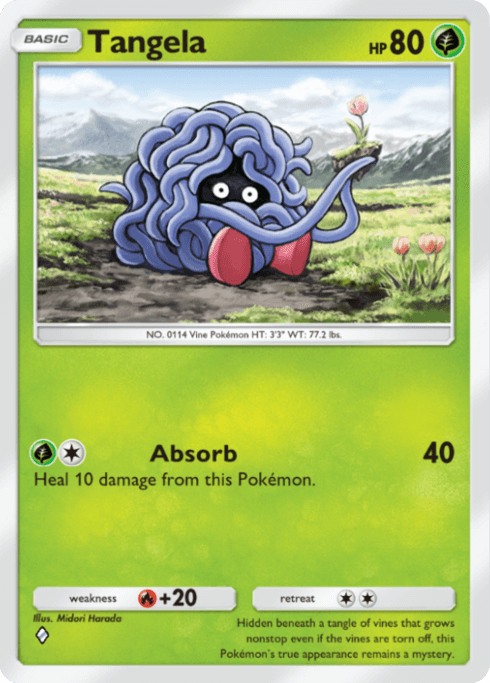 BASIC Tangela HP 80
NO. 0114 Vine Pokémon HT: 3'3" WT: 77.2 lbs.
Absorb 40
Heal 10 damage from this Pokémon.
weakness +20 retreat
Illus. Midori Harada
Hidden beneath a tangle of vines that grows
nonstop even if the vines are torn off, this
Pokémon's true appearance remains a mystery.